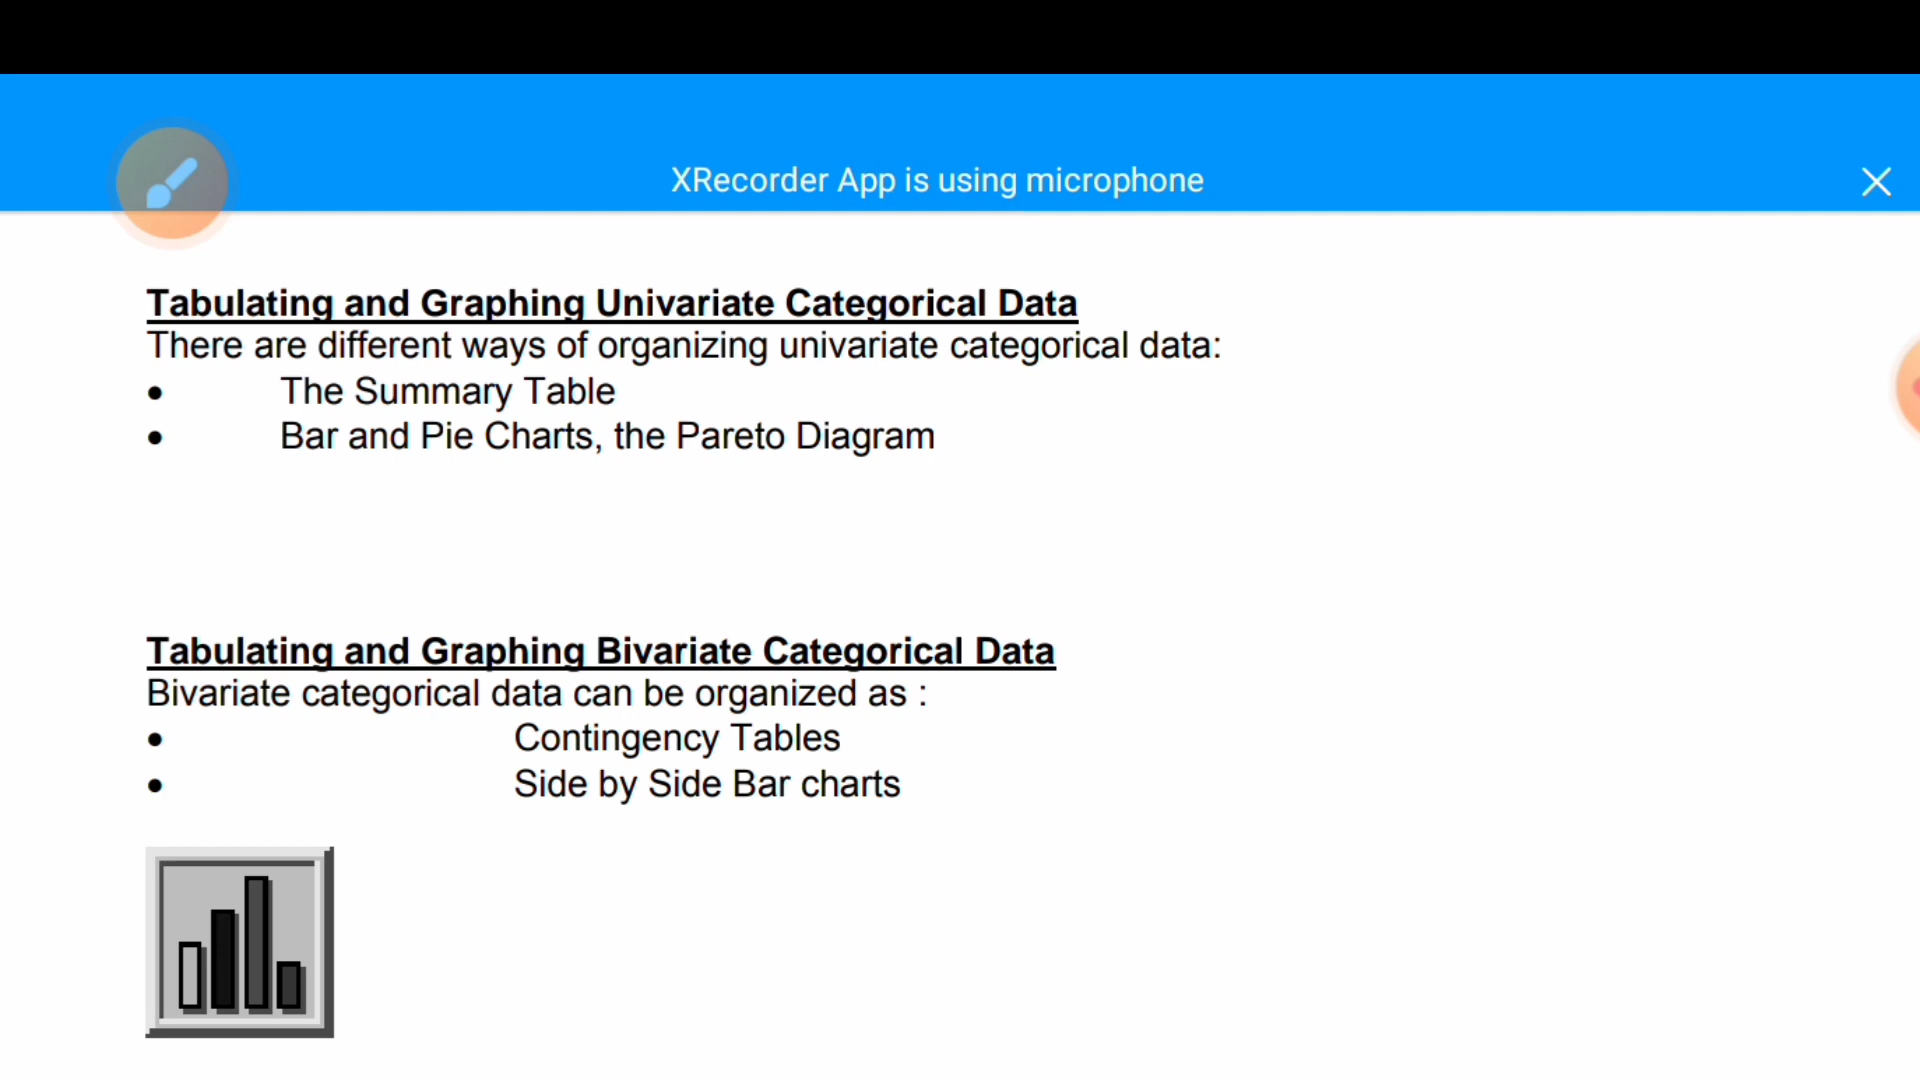 XRecorder App is using microphone
Tabulating and Graphing Univariate Categorical Data
There are different ways of organizing univariate categorical data:
• The Summary Table
• Bar and Pie Charts, the Pareto Diagram
Tabulating and Graphing Bivariate Categorical Data
Bivariate categorical data can be organized as :
• Contingency Tables
• Side by Side Bar charts